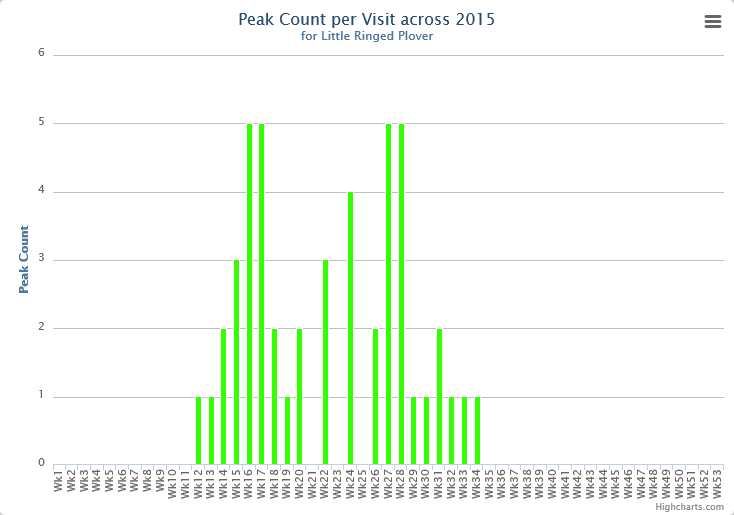 Peak Count per Visit across 2015
for Little Ringed Plover
Peak Count
6
5
4
3
2
1
0
Wk1
Wk2
Wk3
Wk4
Wk5
Wk6
Wk7
Wk8
Wk9
Wk10
Wk11
Wk12
Wk13
Wk14
Wk15
Wk16
Wk17
Wk18
Wk19
Wk20
Wk21
Wk22
Wk23
Wk24
Wk25
Wk26
Wk27
Wk28
Wk29
Wk30
Wk31
Wk32
Wk33
Wk34
Wk35
Wk36
Wk37
Wk38
Wk39
Wk40
Wk41
Wk42
Wk43
Wk44
Wk45
Wk46
Wk47
Wk48
Wk49
Wk50
Wk51
Wk52
Wk53
Highcharts.com